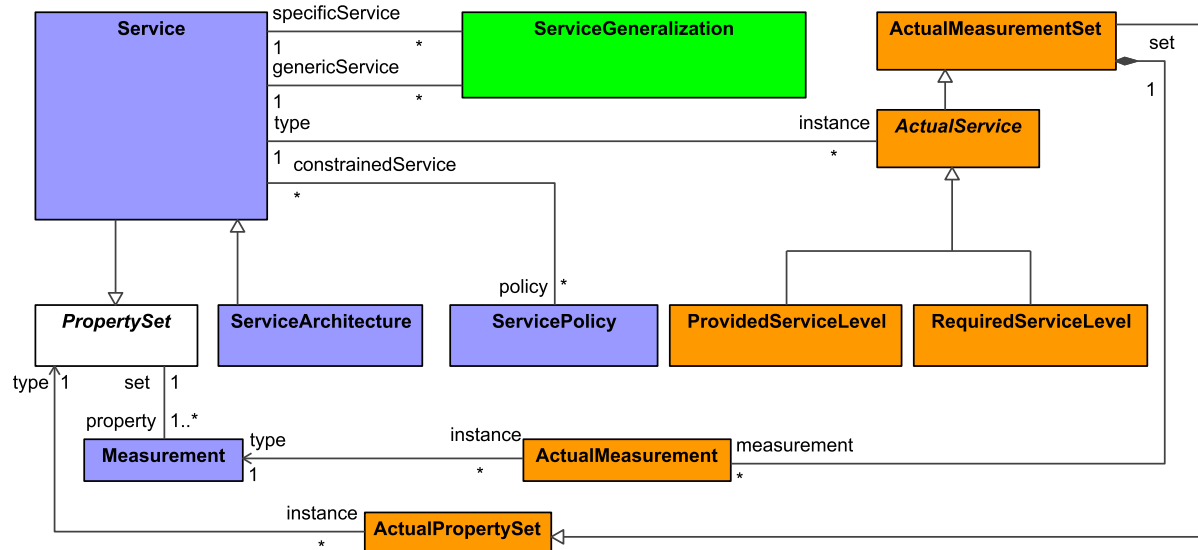 specificService
Service
ServiceGeneralization
ActualMeasurementSet
1
*
set
genericService
1
1
*
type
instance
ActualService
1
*
constrainedService
*
policy
*
PropertySet
ServiceArchitecture
ServicePolicy
ProvidedServiceLevel
RequiredServiceLevel
type
1
set
1
property
1..*
type
instance
measurement
Measurement
ActualMeasurement
1
*
*
instance
ActualPropertySet
*